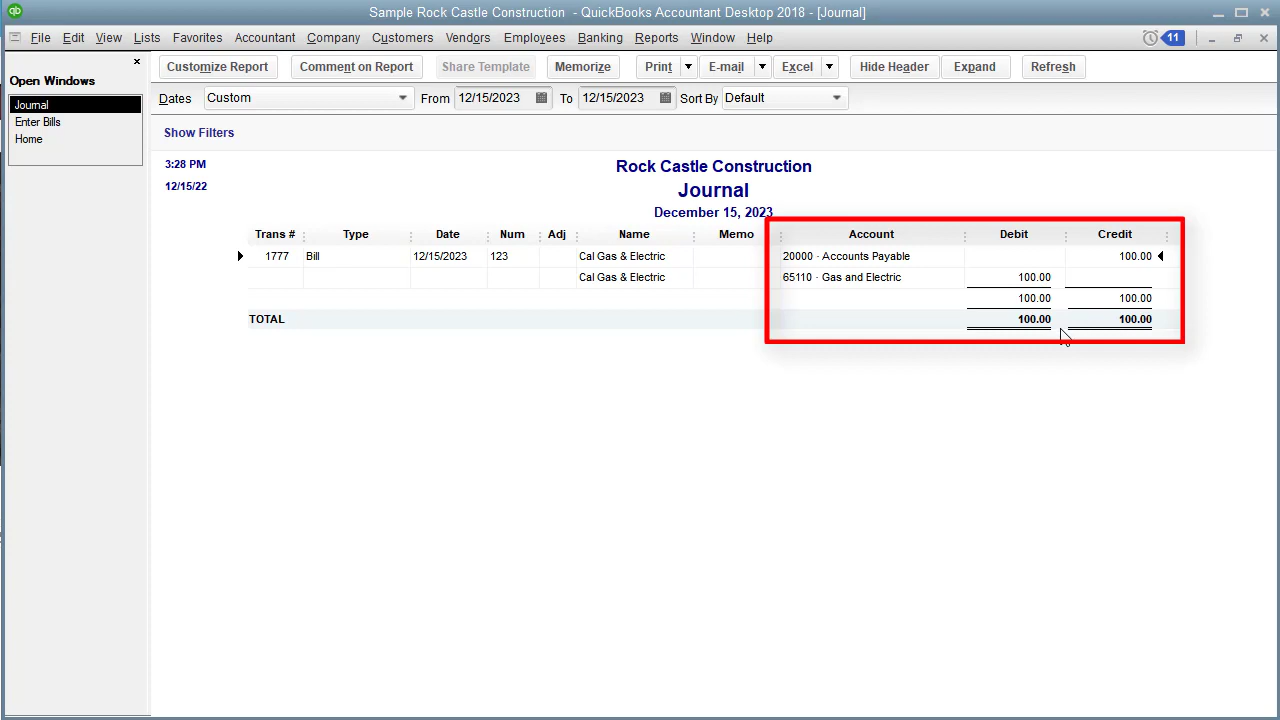 qb Sample Rock Castle Construction - QuickBooks Accountant Desktop 2018 - [Journal]
File Edit View Lists Favorites Accountant Company Customers Vendors Employees Banking Reports Window Help 11
Open Windows
Journal
Enter Bills
Home
Customize Report Comment on Report Share Template Memorize Print E-mail Excel Hide Header Expand Refresh
Dates Custom From 12/15/2023 To 12/15/2023 Sort By Default
Show Filters
3:28 PM
12/15/22
Rock Castle Construction
Journal
December 15, 2023
Trans # Type Date Num Adj Name Memo Account Debit Credit
1777 Bill 12/15/2023 123 Cal Gas & Electric 20000 · Accounts Payable 100.00
Cal Gas & Electric 65110 · Gas and Electric 100.00
100.00 100.00
TOTAL 100.00 100.00